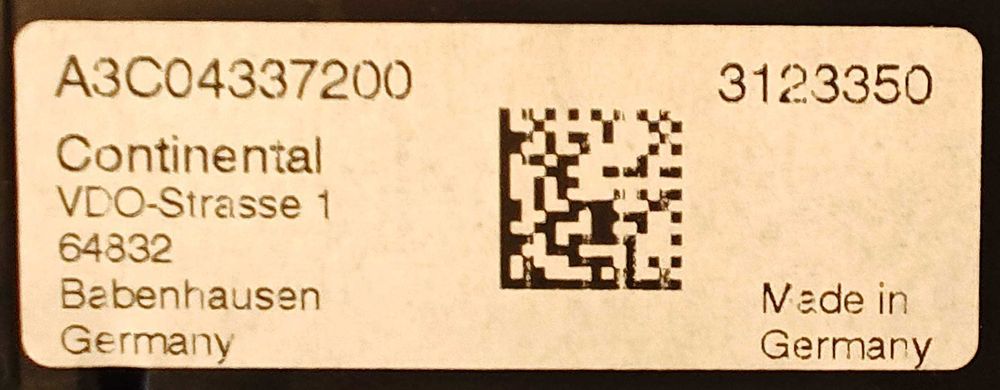 A3C04337200
3123350
Continental
VDO-Strasse 1
64832
Babenhausen
Germany
Made in
Germany